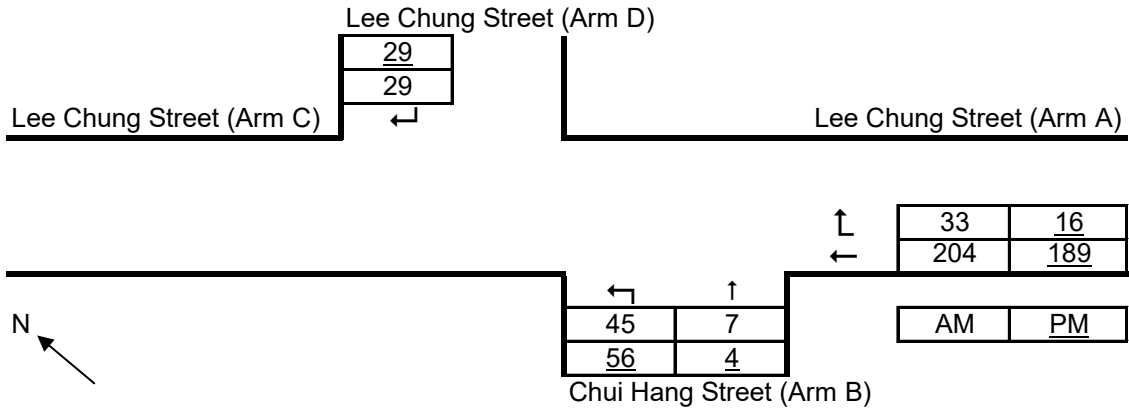 Lee Chung Street (Arm D)
29
29
Lee Chung Street (Arm C)
Lee Chung Street (Arm A)
33 16
204 189
45 7
56 4
N
AM PM
Chui Hang Street (Arm B)